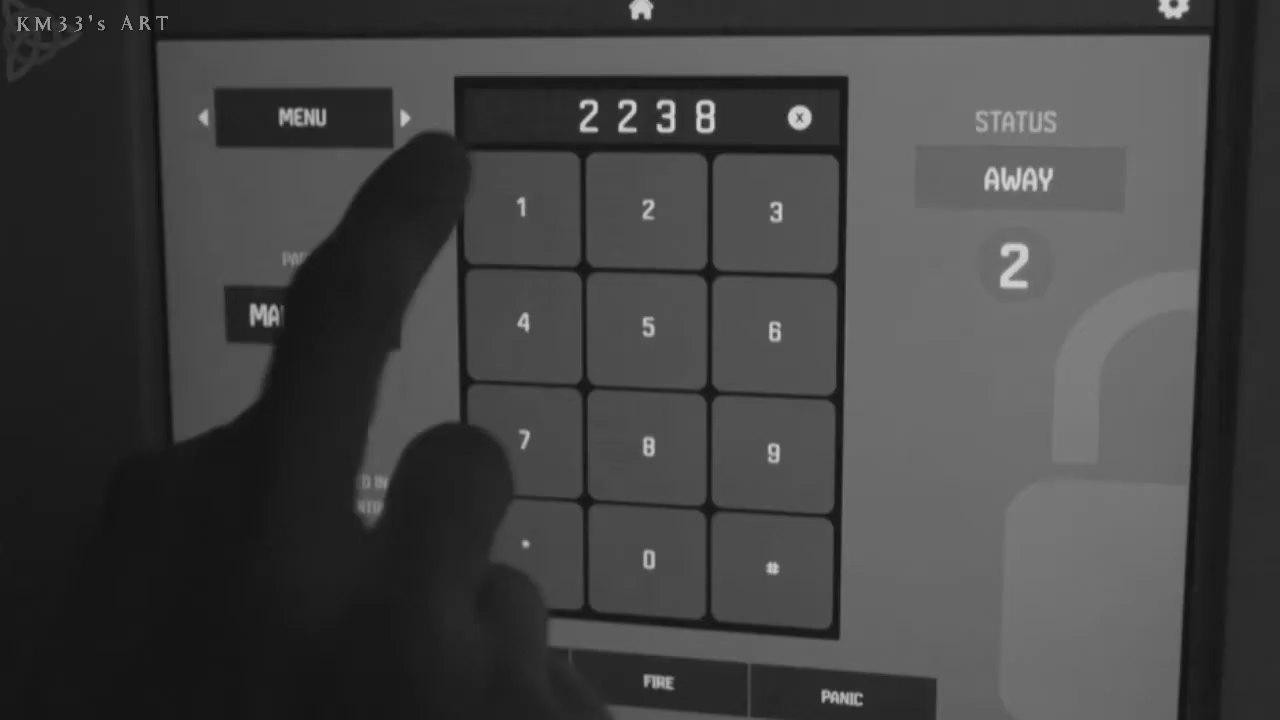 KM33's ART
MENU
2 2 3 8
X
STATUS
AWAY
2
1 2 3
4 5 6
7 8 9
0 #
FIRE
PANIC